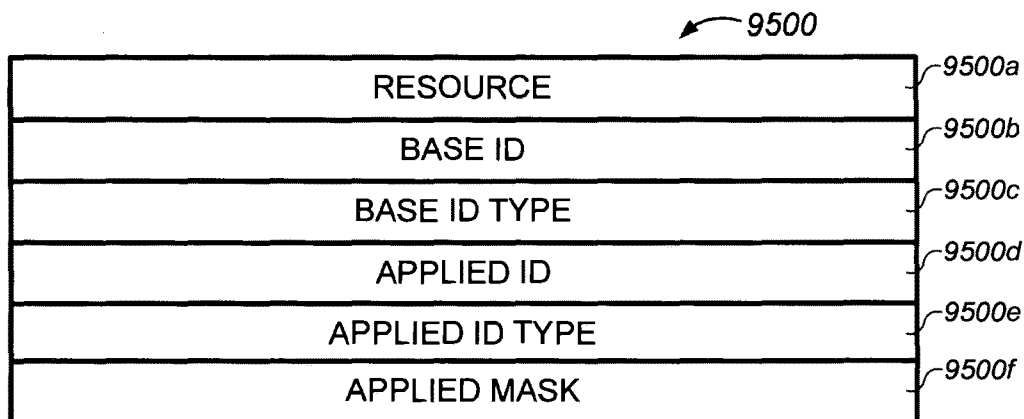 9500
RESOURCE 9500a
BASE ID 9500b
BASE ID TYPE 9500c
APPLIED ID 9500d
APPLIED ID TYPE 9500e
APPLIED MASK 9500f